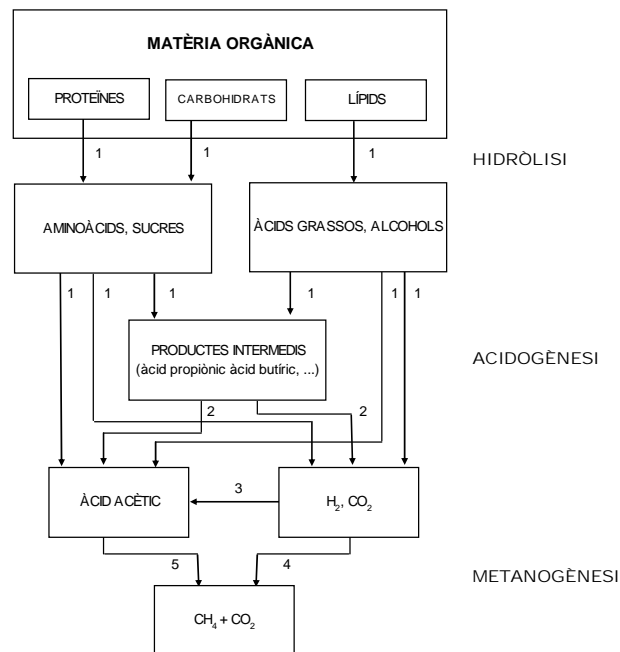 MATÈRIA ORGÀNICA
PROTEÏNES
CARBOHIDRATS
LÍPIDS
1
1
1
HIDRÒLISI
AMINOÀCIDS, SUCRES
ÀCIDS GRASSOS, ALCOHOLS
1
1
1
1
1
1
PRODUCTES INTERMEDIS
(àcid propiònic àcid butíric, ...)
ACIDOGÈNESI
2
2
ÀCID ACÈTIC
3
H₂, CO₂
5
4
METANOGÈNESI
CH₄ + CO₂